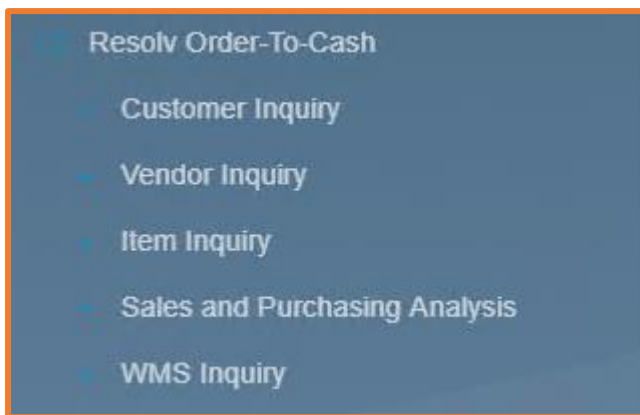 Resolv Order-To-Cash
Customer Inquiry
Vendor Inquiry
Item Inquiry
Sales and Purchasing Analysis
WMS Inquiry